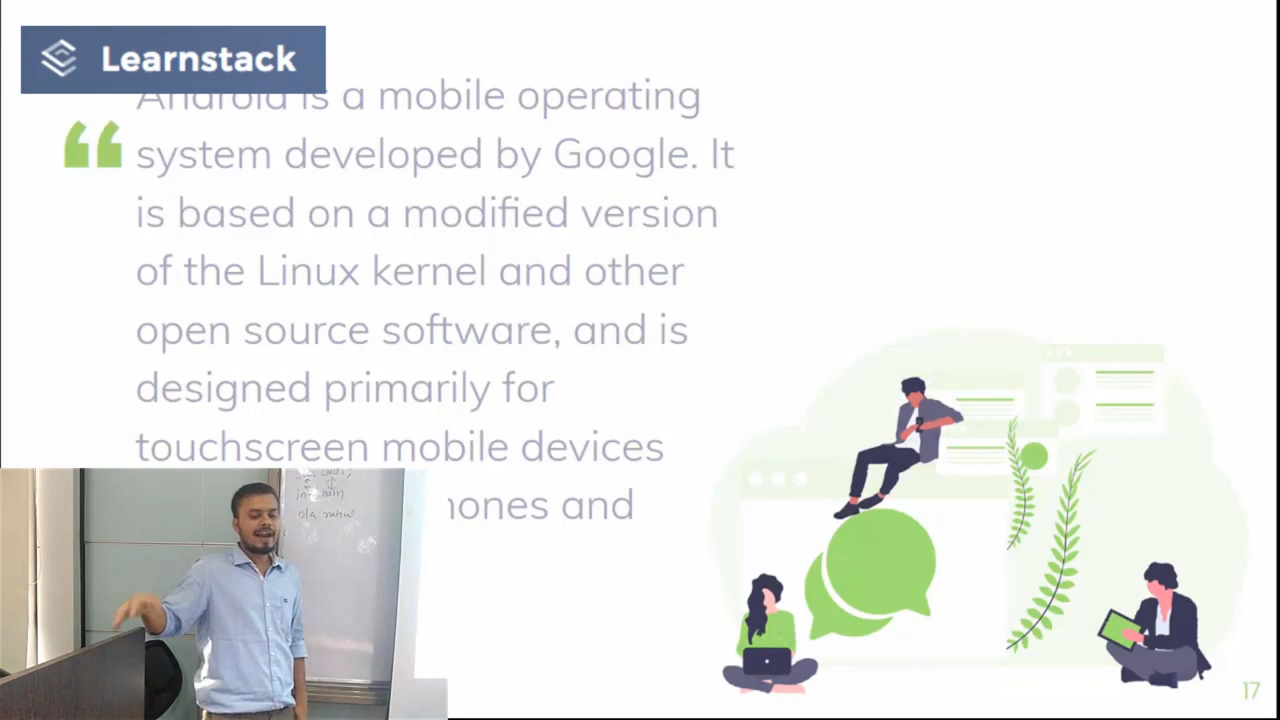 Learnstack
Android is a mobile operating
system developed by Google. It
is based on a modified version
of the Linux kernel and other
open source software, and is
designed primarily for
touchscreen mobile devices
and
17